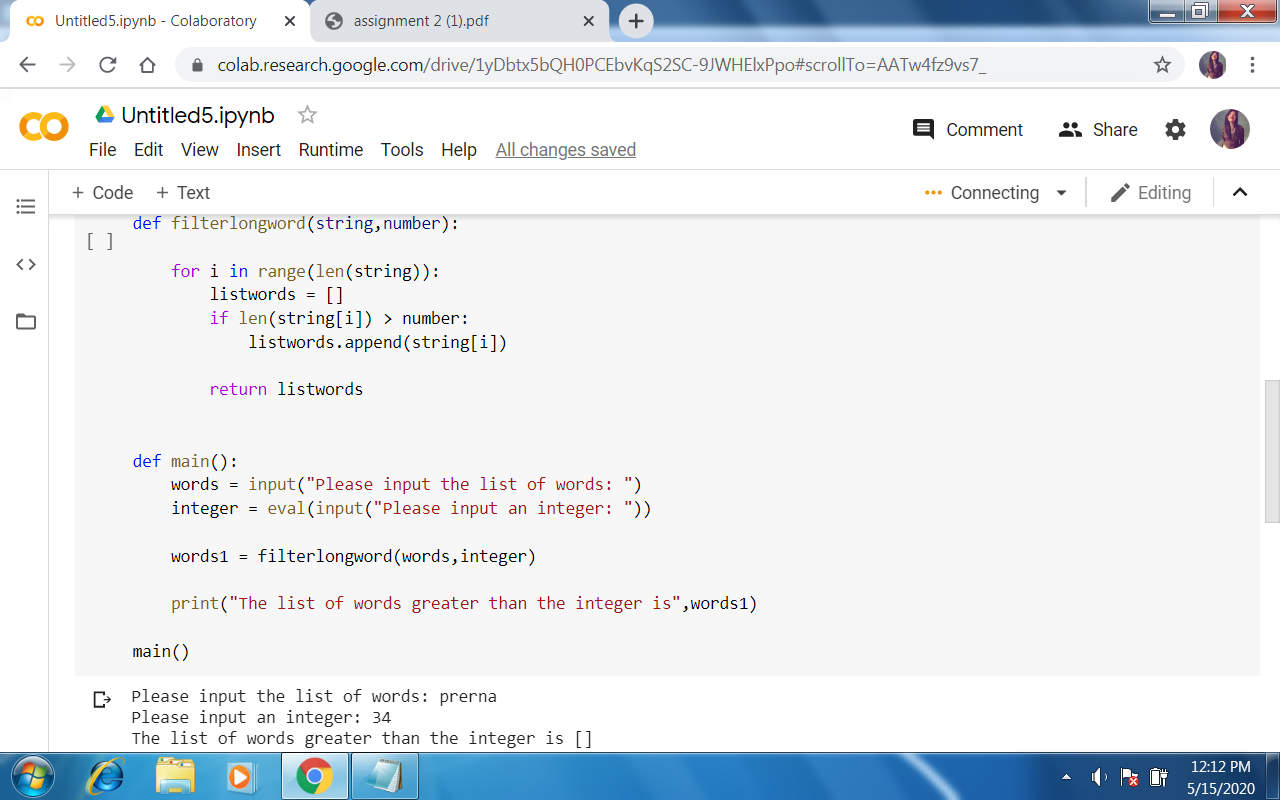 Untitled5.ipynb - Colaboratory
assignment 2 (1).pdf
colab.research.google.com/drive/1yDbtx5bQH0PCEbvKqS2SC-9JWHElxPpo#scrollTo=AATw4fz9vs7_
CO Untitled5.ipynb
Comment Share
File Edit View Insert Runtime Tools Help All changes saved
+ Code + Text Connecting Editing
def filterlongword(string,number):
[ ]
for i in range(len(string)):
listwords = []
if len(string[i]) > number:
listwords.append(string[i])
return listwords
def main():
words = input("Please input the list of words: ")
integer = eval(input("Please input an integer: "))
words1 = filterlongword(words,integer)
print("The list of words greater than the integer is",words1)
main()
Please input the list of words: prerna
Please input an integer: 34
The list of words greater than the integer is []
12:12 PM
5/15/2020